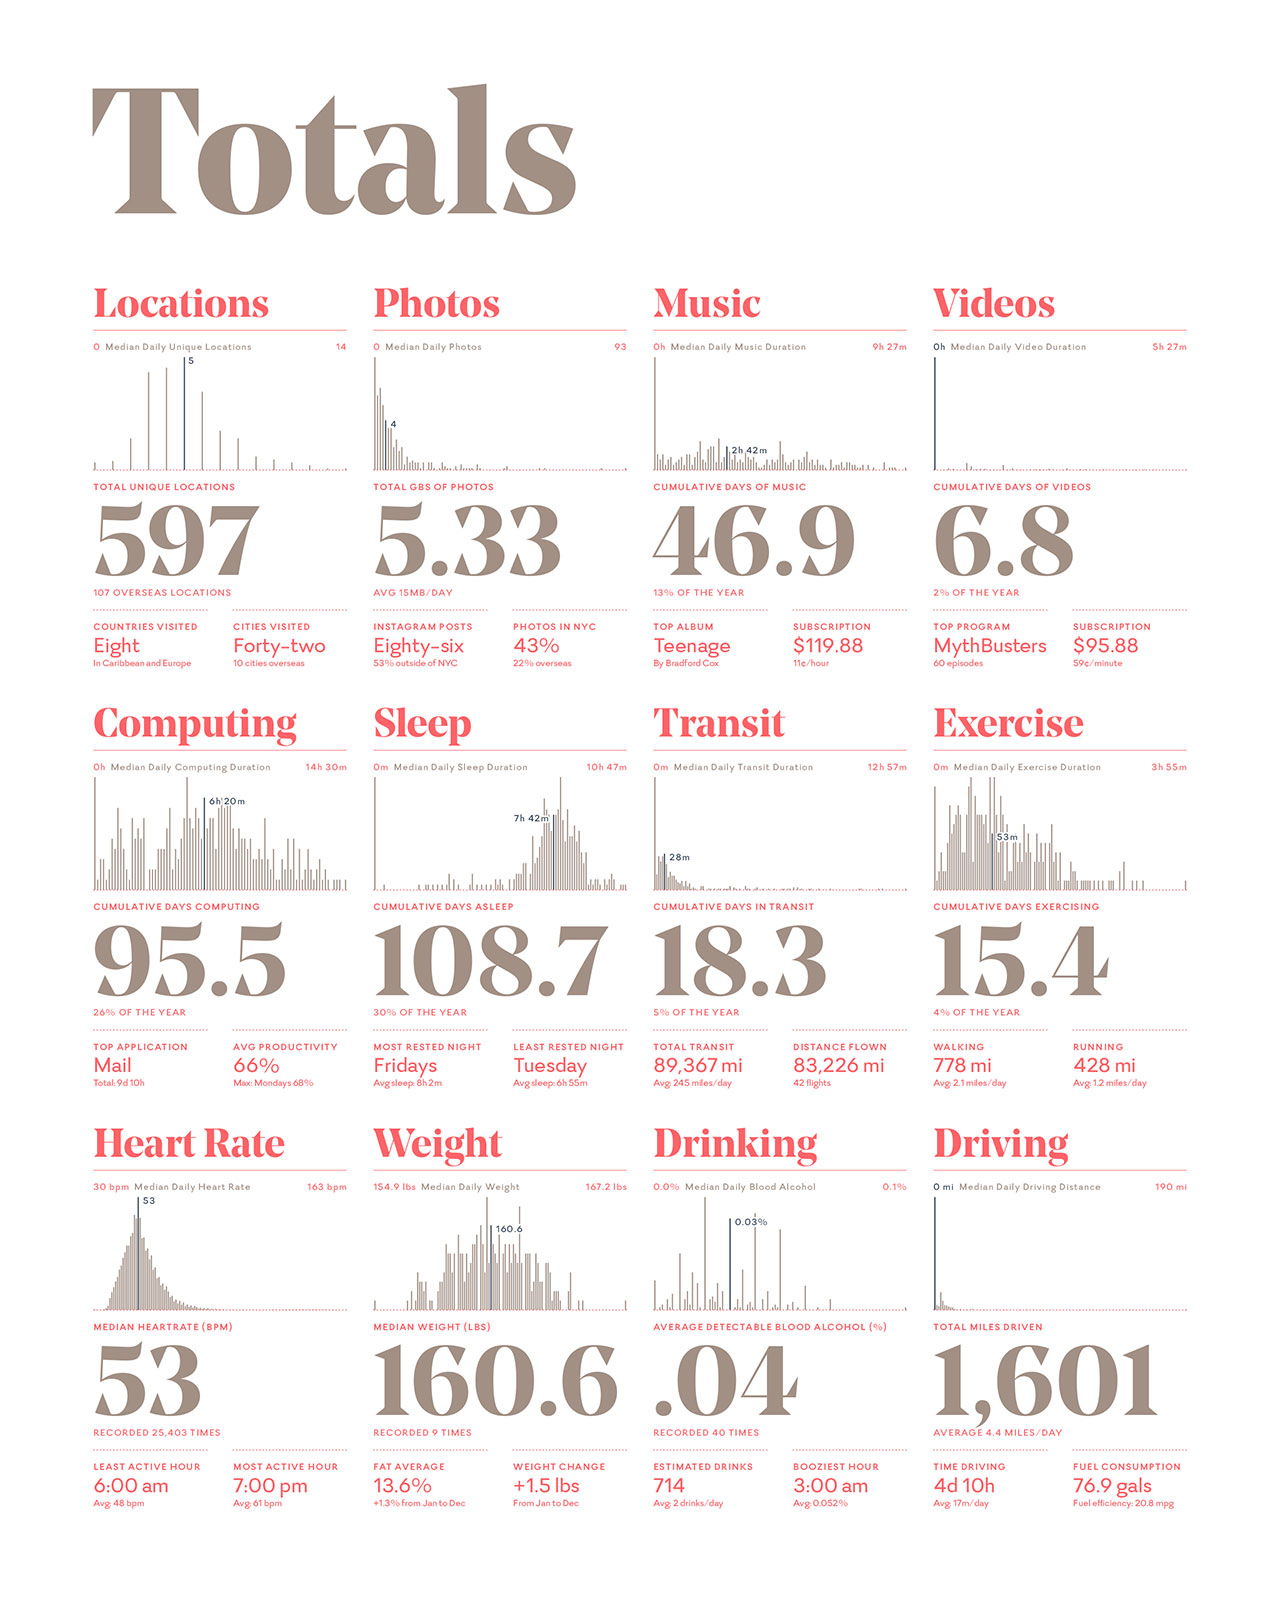 Totals
Locations
0 Median Daily Unique Locations 14
5
TOTAL UNIQUE LOCATIONS
597
107 OVERSEAS LOCATIONS
COUNTRIES VISITED
Eight
In Caribbean and Europe
CITIES VISITED
Forty-two
10 cities overseas
Photos
0 Median Daily Photos 93
4
TOTAL GBS OF PHOTOS
5.33
AVG 15MB/DAY
INSTAGRAM POSTS
Eighty-six
53% outside of NYC
PHOTOS IN NYC
43%
22% overseas
Music
0h Median Daily Music Duration 9h 27m
2h 42m
CUMULATIVE DAYS OF MUSIC
46.9
13% OF THE YEAR
TOP ALBUM
Teenage
By Bradford Cox
SUBSCRIPTION
$119.88
11¢/hour
Videos
0h Median Daily Video Duration 5h 27m
CUMULATIVE DAYS OF VIDEOS
6.8
2% OF THE YEAR
TOP PROGRAM
MythBusters
60 episodes
SUBSCRIPTION
$95.88
59¢/minute
Computing
0h Median Daily Computing Duration 14h 30m
6h 20m
CUMULATIVE DAYS COMPUTING
95.5
26% OF THE YEAR
TOP APPLICATION
Mail
Total: 9d 10h
AVG PRODUCTIVITY
66%
Max: Mondays 68%
Sleep
0m Median Daily Sleep Duration 10h 47m
7h 42m
CUMULATIVE DAYS ASLEEP
108.7
30% OF THE YEAR
MOST RESTED NIGHT
Fridays
Avg sleep: 8h 2m
LEAST RESTED NIGHT
Tuesday
Avg sleep: 6h 55m
Transit
0m Median Daily Transit Duration 12h 57m
28m
CUMULATIVE DAYS IN TRANSIT
18.3
5% OF THE YEAR
TOTAL TRANSIT
89,367 mi
Avg: 245 miles/day
DISTANCE FLOWN
83,226 mi
42 flights
Exercise
0m Median Daily Exercise Duration 3h 55m
53m
CUMULATIVE DAYS EXERCISING
15.4
4% OF THE YEAR
WALKING
778 mi
Avg: 2.1 miles/day
RUNNING
428 mi
Avg: 1.2 miles/day
Heart Rate
30 bpm Median Daily Heart Rate 163 bpm
53
MEDIAN HEARTRATE (BPM)
53
RECORDED 25,403 TIMES
LEAST ACTIVE HOUR
6:00 am
Avg: 48 bpm
MOST ACTIVE HOUR
7:00 pm
Avg: 61 bpm
Weight
154.9 lbs Median Daily Weight 167.2 lbs
160.6
MEDIAN WEIGHT (LBS)
160.6
RECORDED 9 TIMES
FAT AVERAGE
13.6%
+1.3% from Jan to Dec
WEIGHT CHANGE
+1.5 lbs
From Jan to Dec
Drinking
0.0% Median Daily Blood Alcohol 0.1%
0.03%
AVERAGE DETECTABLE BLOOD ALCOHOL (%)
.04
RECORDED 40 TIMES
ESTIMATED DRINKS
714
Avg: 2 drinks/day
BOOZIEST HOUR
3:00 am
Avg: 0.052%
Driving
0 mi Median Daily Driving Distance 190 mi
TOTAL MILES DRIVEN
1,601
AVERAGE 4.4 MILES/DAY
TIME DRIVING
4d 10h
Avg: 17m/day
FUEL CONSUMPTION
76.9 gals
Fuel efficiency: 20.8 mpg